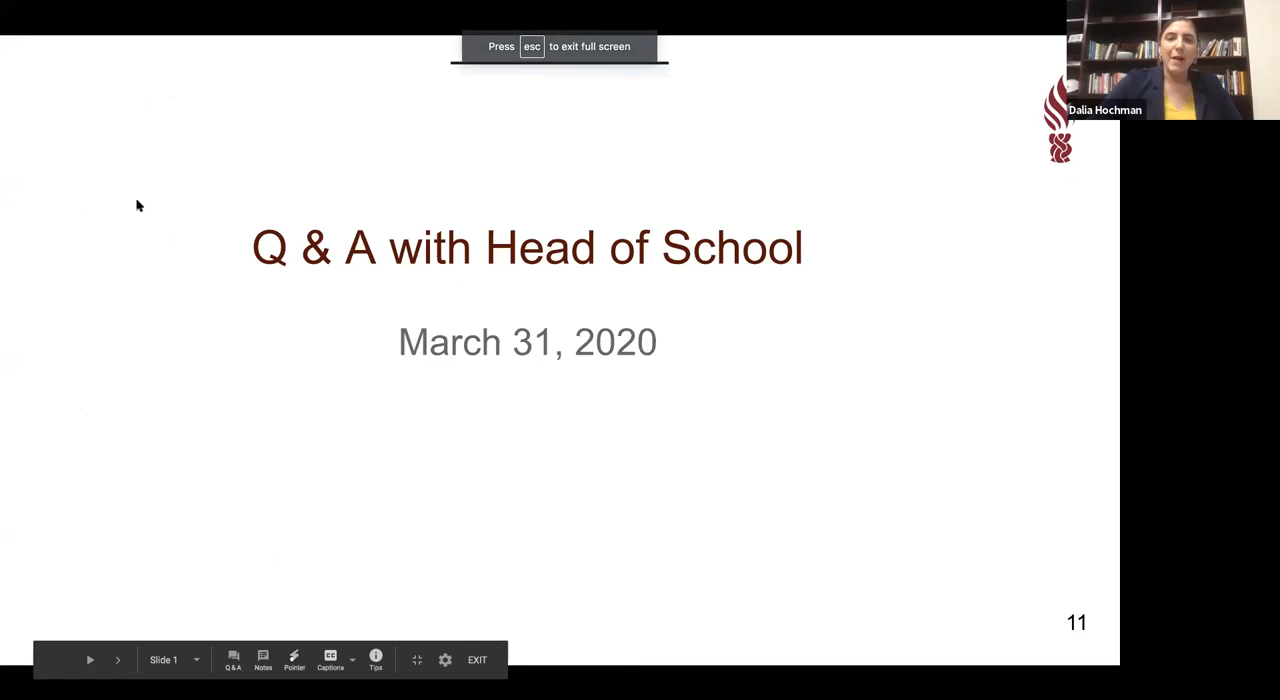 Press esc to exit full screen
Dalia Hochman
Q & A with Head of School
March 31, 2020
11
Slide 1
Q & A
Notes
Pointer
CC
Captions
Tips
EXIT